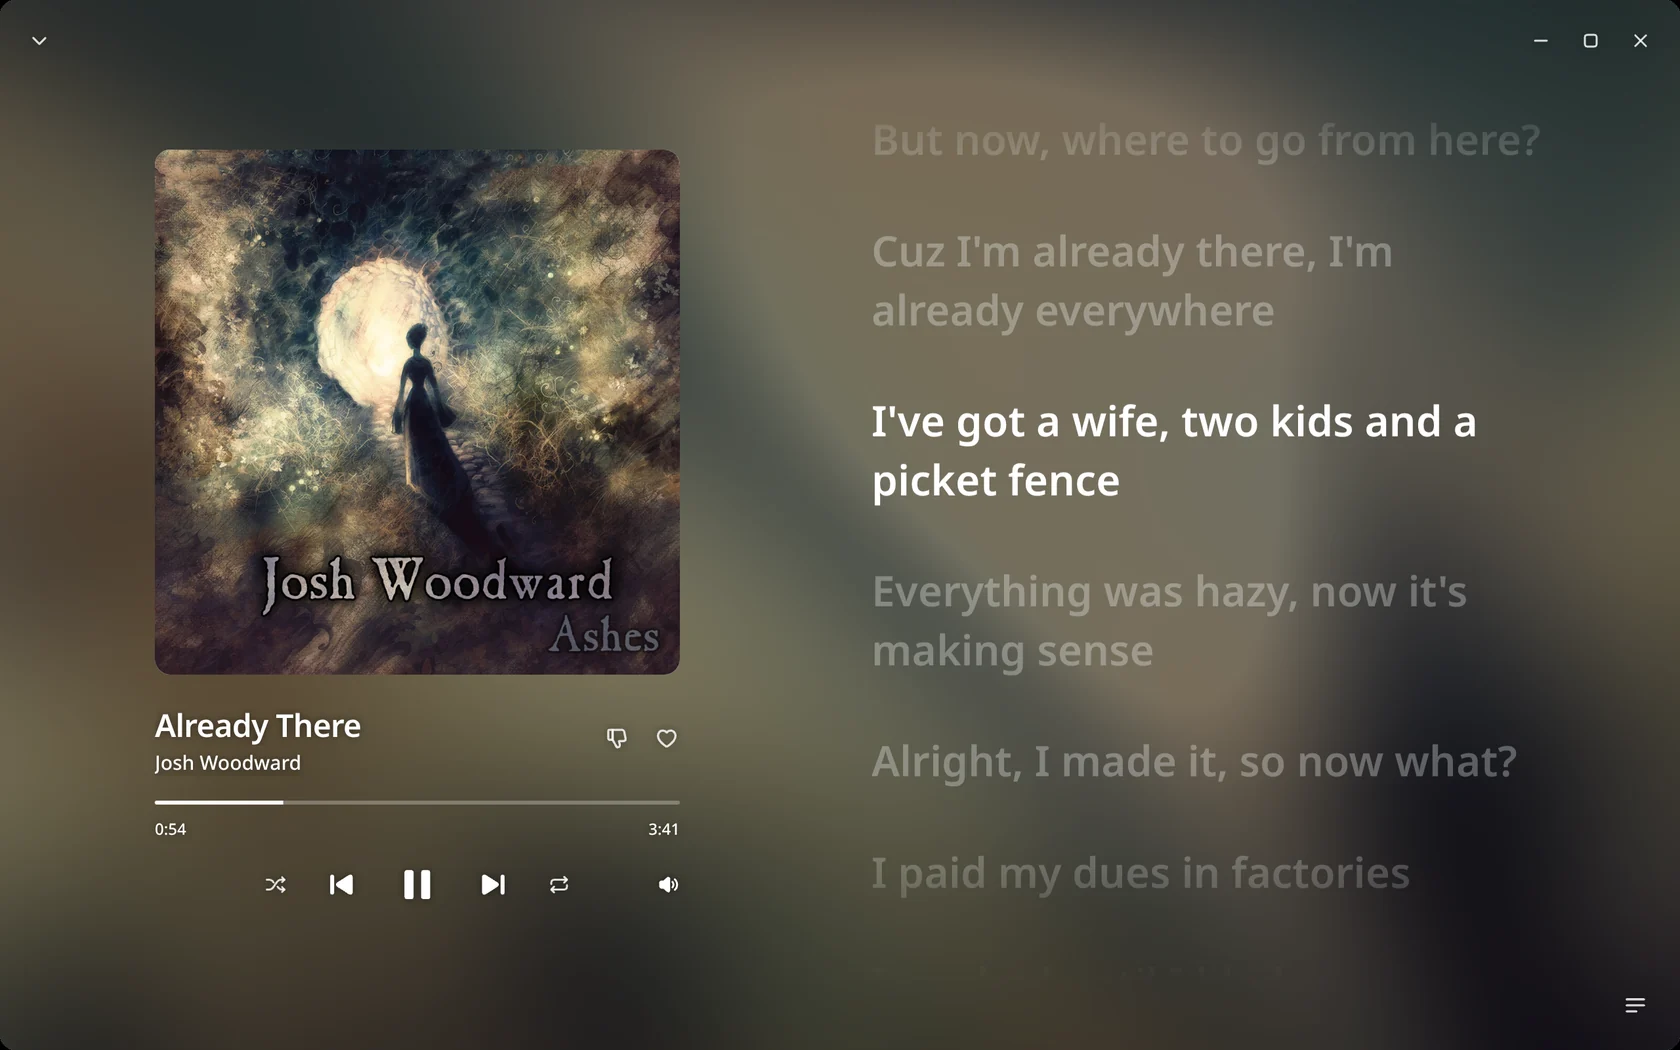 Josh Woodward
Ashes
Already There
Josh Woodward
0:54
3:41
But now, where to go from here?
Cuz I'm already there, I'm
already everywhere
I've got a wife, two kids and a
picket fence
Everything was hazy, now it's
making sense
Alright, I made it, so now what?
I paid my dues in factories